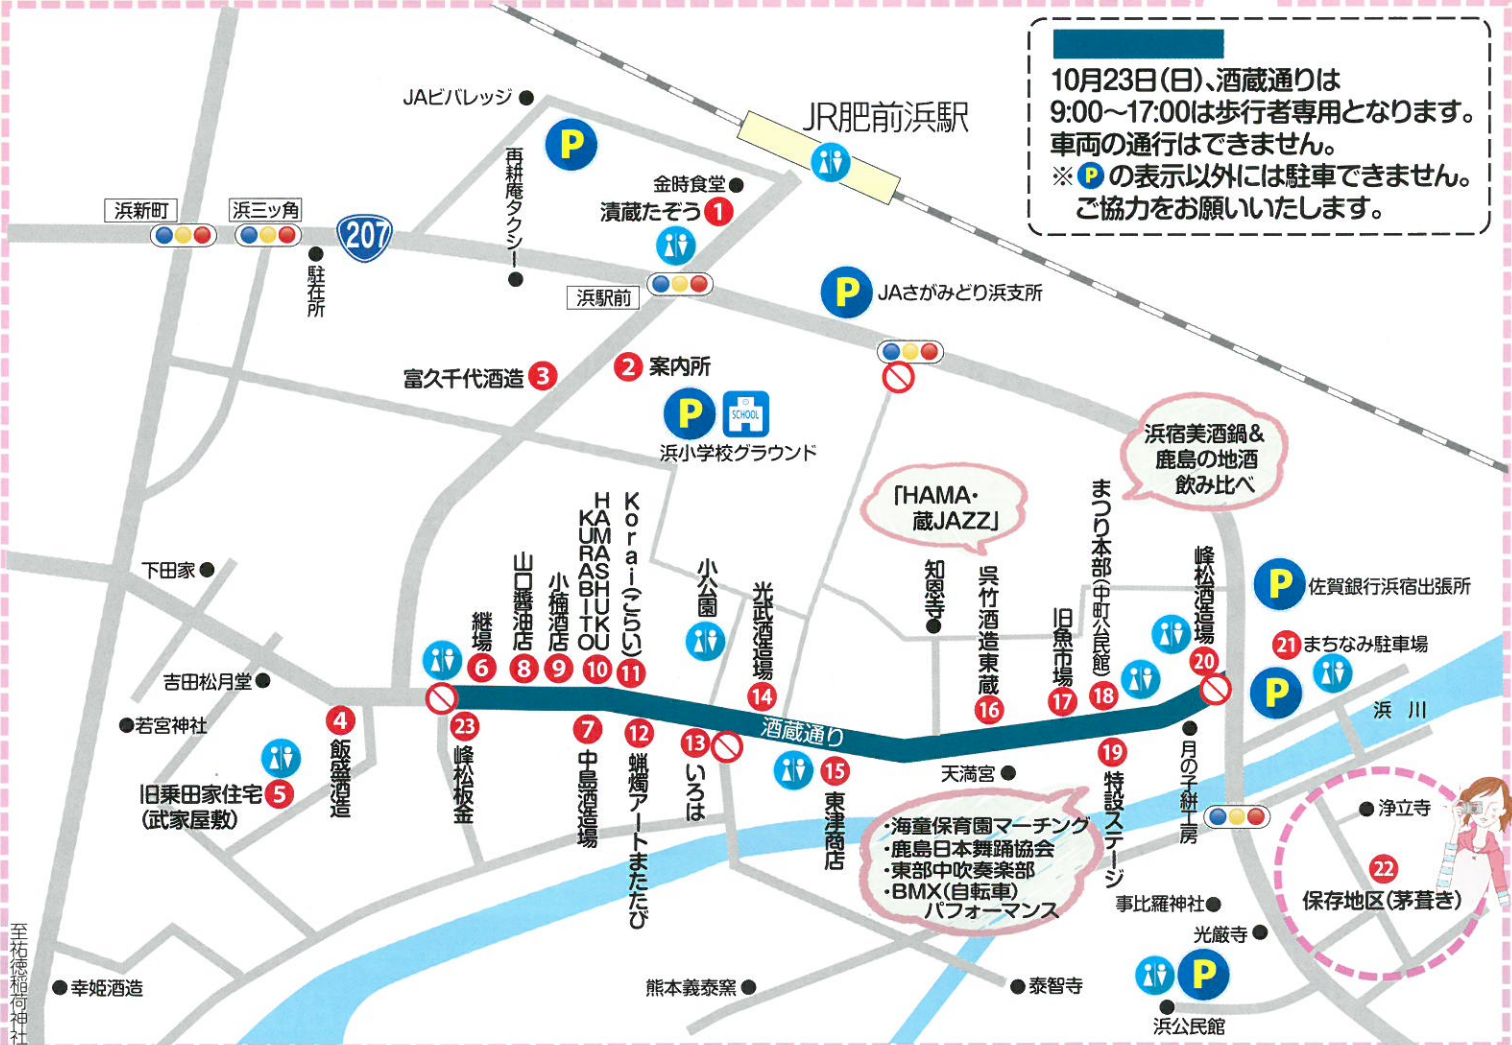 10月23日(日)、酒蔵通りは
9:00～17:00は歩行者専用となります。
車両の通行はできません。
※Pの表示以外には駐車できません。
ご協力をお願いいたします。
JAビバレッジ
P
JR肥前浜駅
再耕庵タクシー
金時食堂
漬蔵たぞう 1
浜新町
浜三ッ角
207
駐在所
浜駅前
P JAさがみどり浜支所
富久千代酒造 3
2 案内所
P SCHOOL
浜小学校グラウンド
浜宿美酒鍋&
鹿島の地酒
飲み比べ
「HAMA・
蔵JAZZ」
下田家
吉田松月堂
若宮神社
継場 6
山口醤油店 8
小楠酒店 9
HAMASHUKU
KURABITO 10
Korai(こらい) 11
小公園
光武酒造場 14
知恩寺
呉竹酒造東蔵 16
旧魚市場 17
まつり本部(中町公民館) 18
峰松酒造場 20
P 佐賀銀行浜宿出張所
21 まちなみ駐車場
P
浜 川
酒蔵通り
4 飯盛酒造
旧乗田家住宅 5
(武家屋敷)
23 峰松板金
7 中島酒造場
12 蝋燭アートまたたび
13 いろは
15 東津商店
天満宮
19 特設ステージ
月の子紺工房
・海童保育園マーチング
・鹿島日本舞踊協会
・東部中吹奏楽部
・BMX(自転車)
パフォーマンス
浄立寺
22
保存地区(茅葺き)
事比羅神社
光厳寺
P
浜公民館
至祐徳稲荷神社
幸姫酒造
熊本義泰窯
泰智寺